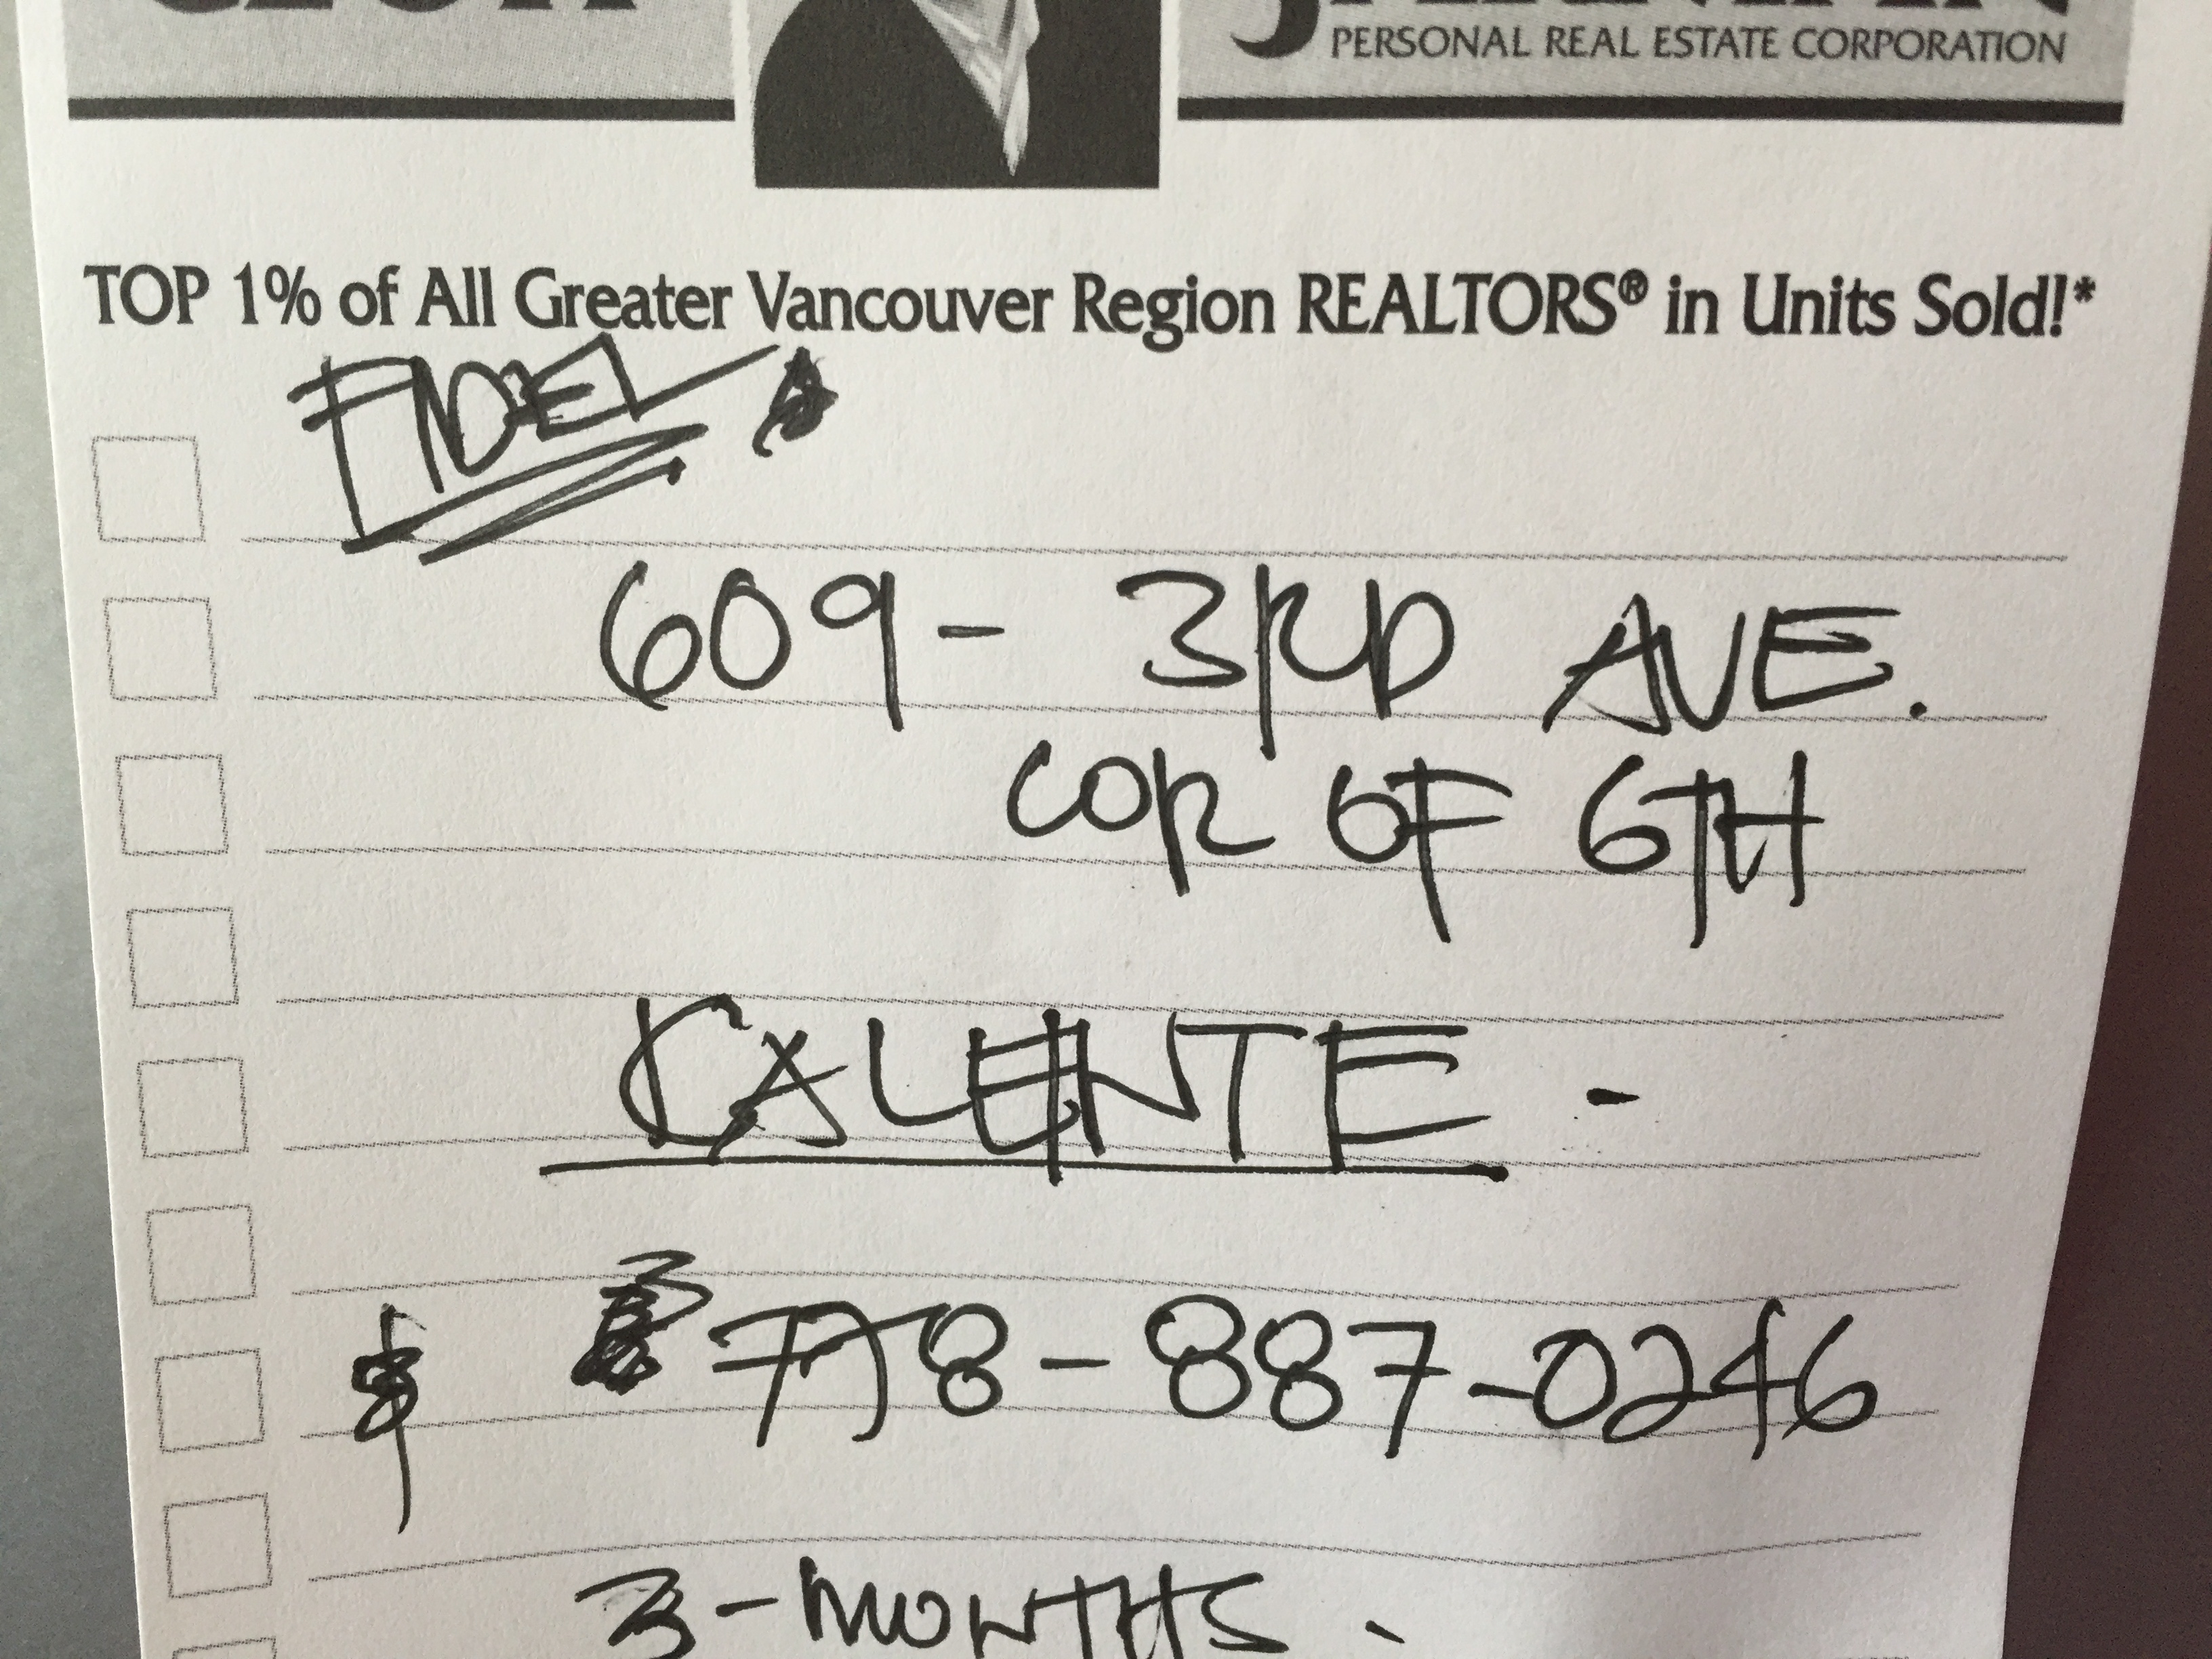 PERSONAL REAL ESTATE CORPORATION
TOP 1% of All Greater Vancouver Region REALTORS® in Units Sold!*
FIDEL
609- 3RD AVE.
COR OF 6TH
CALENTE -
778-887-0246
3-MONTHS.